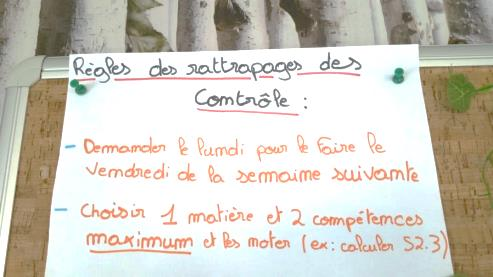 Règles des rattrapages des
Contrôle :
- Demander le lundi pour le faire le
vendredi de la semaine suivante
- Choisir 1 matière et 2 compétences
maximum et les noter (ex: calculer S2.3)